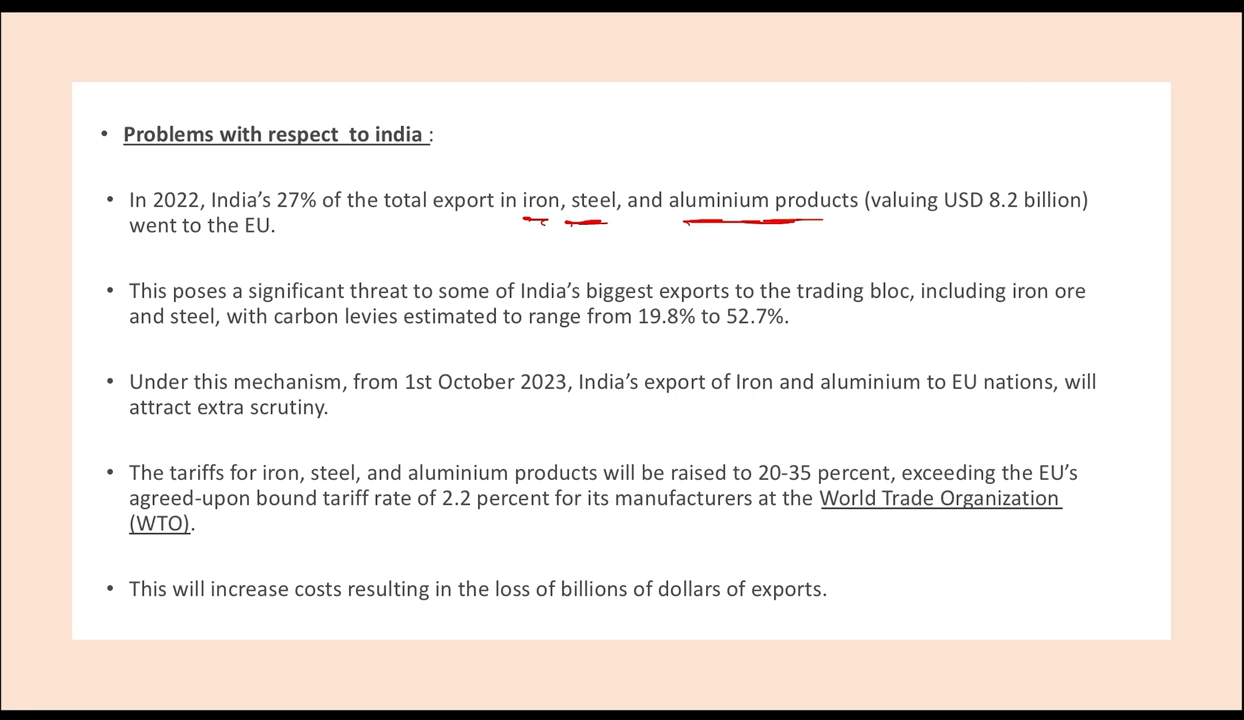 • Problems with respect  to india :
• In 2022, India’s 27% of the total export in iron, steel, and aluminium products (valuing USD 8.2 billion)
went to the EU.
• This poses a significant threat to some of India’s biggest exports to the trading bloc, including iron ore
and steel, with carbon levies estimated to range from 19.8% to 52.7%.
• Under this mechanism, from 1st October 2023, India’s export of Iron and aluminium to EU nations, will
attract extra scrutiny.
• The tariffs for iron, steel, and aluminium products will be raised to 20-35 percent, exceeding the EU’s
agreed-upon bound tariff rate of 2.2 percent for its manufacturers at the World Trade Organization
(WTO).
• This will increase costs resulting in the loss of billions of dollars of exports.